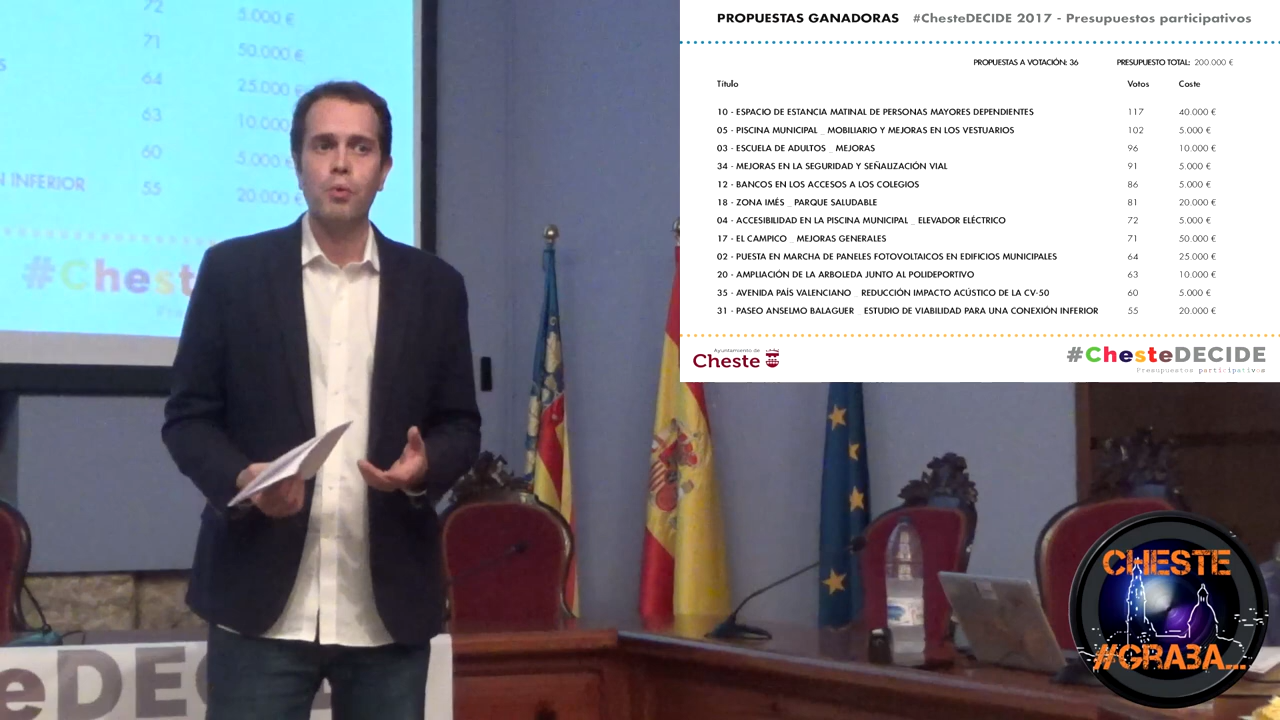 72 5.000 €
71 50.000 €
64 25.000 €
63 10.000 €
60 5.000 €
N INFERIOR 55 20.000 €
#Chest
eDEC
PROPUESTAS GANADORAS #ChesteDECIDE 2017 - Presupuestos participativos
PROPUESTAS A VOTACIÓN: 36 PRESUPUESTO TOTAL: 200.000 €
Título Votos Coste
10 - ESPACIO DE ESTANCIA MATINAL DE PERSONAS MAYORES DEPENDIENTES 117 40.000 €
05 - PISCINA MUNICIPAL _ MOBILIARIO Y MEJORAS EN LOS VESTUARIOS 102 5.000 €
03 - ESCUELA DE ADULTOS _ MEJORAS 96 10.000 €
34 - MEJORAS EN LA SEGURIDAD Y SEÑALIZACIÓN VIAL 91 5.000 €
12 - BANCOS EN LOS ACCESOS A LOS COLEGIOS 86 5.000 €
18 - ZONA IMÉS _ PARQUE SALUDABLE 81 20.000 €
04 - ACCESIBILIDAD EN LA PISCINA MUNICIPAL _ ELEVADOR ELÉCTRICO 72 5.000 €
17 - EL CAMPICO _ MEJORAS GENERALES 71 50.000 €
02 - PUESTA EN MARCHA DE PANELES FOTOVOLTAICOS EN EDIFICIOS MUNICIPALES 64 25.000 €
20 - AMPLIACIÓN DE LA ARBOLEDA JUNTO AL POLIDEPORTIVO 63 10.000 €
35 - AVENIDA PAÍS VALENCIANO _ REDUCCIÓN IMPACTO ACÚSTICO DE LA CV-50 60 5.000 €
31 - PASEO ANSELMO BALAGUER _ ESTUDIO DE VIABILIDAD PARA UNA CONEXIÓN INFERIOR 55 20.000 €
Ayuntamiento de
Cheste
#ChesteDECIDE
Presupuestos participativos
CHESTE
#GRABA...